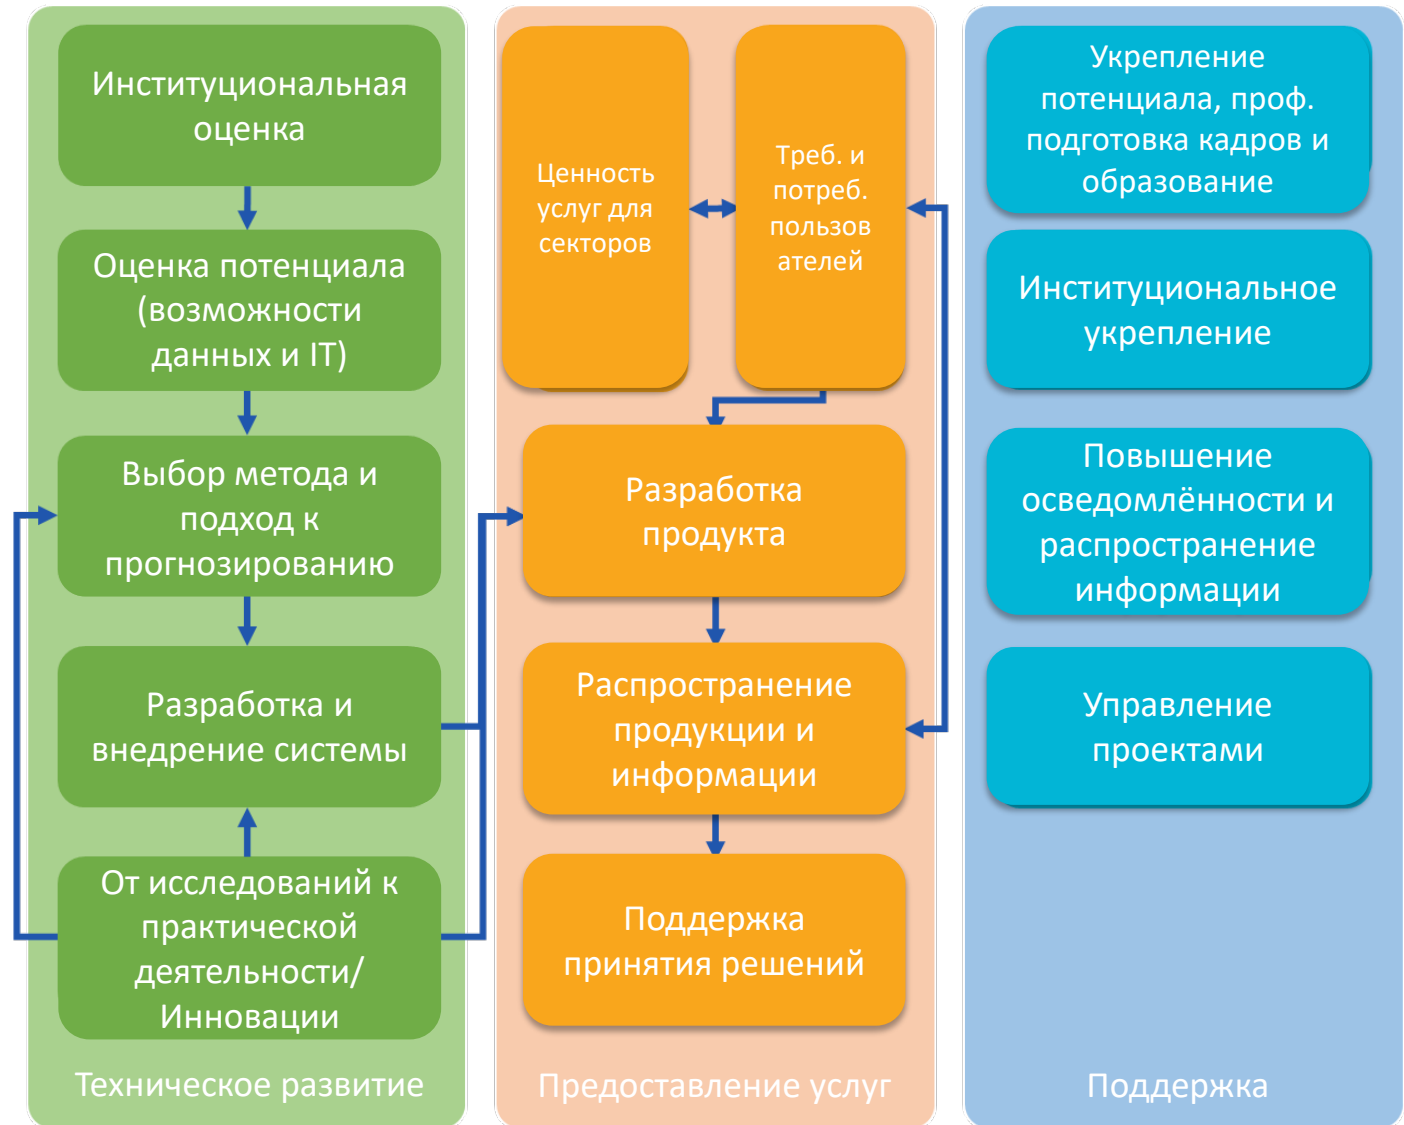 Институциональная
оценка
Оценка потенциала
(возможности
данных и IT)
Выбор метода и
подход к
прогнозированию
Разработка и
внедрение системы
От исследований к
практической
деятельности/
Инновации
Техническое развитие
Ценность
услуг для
секторов
Треб. и
потреб.
пользов
ателей
Разработка
продукта
Распространение
продукции и
информации
Поддержка
принятия решений
Предоставление услуг
Укрепление
потенциала, проф.
подготовка кадров и
образование
Институциональное
укрепление
Повышение
осведомлённости и
распространение
информации
Управление
проектами
Поддержка